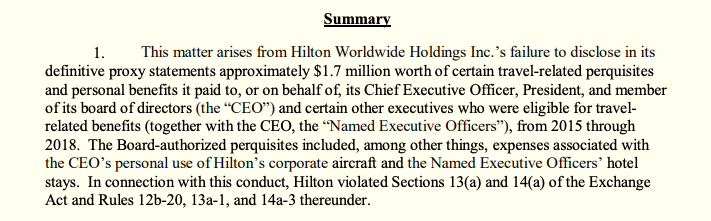 Summary
1. This matter arises from Hilton Worldwide Holdings Inc.’s failure to disclose in its
definitive proxy statements approximately $1.7 million worth of certain travel-related perquisites
and personal benefits it paid to, or on behalf of, its Chief Executive Officer, President, and member
of its board of directors (the “CEO”) and certain other executives who were eligible for travel-
related benefits (together with the CEO, the “Named Executive Officers”), from 2015 through
2018. The Board-authorized perquisites included, among other things, expenses associated with
the CEO’s personal use of Hilton’s corporate aircraft and the Named Executive Officers’ hotel
stays. In connection with this conduct, Hilton violated Sections 13(a) and 14(a) of the Exchange
Act and Rules 12b-20, 13a-1, and 14a-3 thereunder.